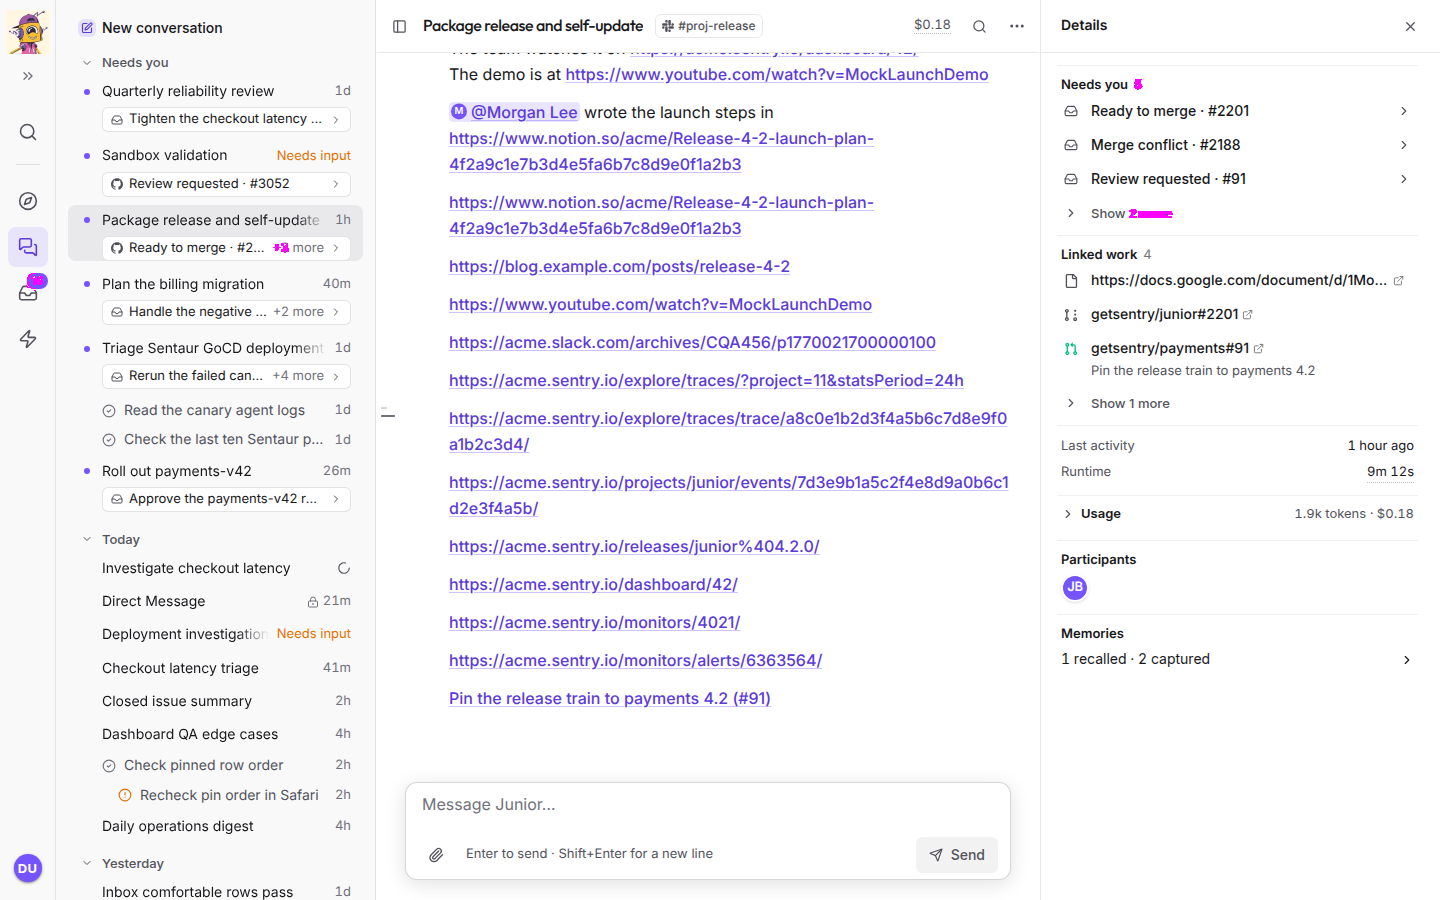 New conversation
Needs you
Quarterly reliability review 1d
Tighten the checkout latency ...
Sandbox validation Needs input
Review requested · #3052
Package release and self-update 1h
Ready to merge · #2... more
Plan the billing migration 40m
Handle the negative ... +2 more
Triage Sentaur GoCD deployment 1d
Rerun the failed can... +4 more
Read the canary agent logs 1d
Check the last ten Sentaur p... 1d
Roll out payments-v42 26m
Approve the payments-v42 r...
Today
Investigate checkout latency
Direct Message 21m
Deployment investigation Needs input
Checkout latency triage 41m
Closed issue summary 2h
Dashboard QA edge cases 4h
Check pinned row order 2h
Recheck pin order in Safari 2h
Daily operations digest 4h
Yesterday
Inbox comfortable rows pass 1d
DU
Package release and self-update #proj-release $0.18
The team watches it on https://acme.sentry.io/dashboard/42/
The demo is at https://www.youtube.com/watch?v=MockLaunchDemo
M @Morgan Lee wrote the launch steps in
https://www.notion.so/acme/Release-4-2-launch-plan-
4f2a9c1e7b3d4e5fa6b7c8d9e0f1a2b3
https://www.notion.so/acme/Release-4-2-launch-plan-
4f2a9c1e7b3d4e5fa6b7c8d9e0f1a2b3
https://blog.example.com/posts/release-4-2
https://www.youtube.com/watch?v=MockLaunchDemo
https://acme.slack.com/archives/CQA456/p1770021700000100
https://acme.sentry.io/explore/traces/?project=11&statsPeriod=24h
https://acme.sentry.io/explore/traces/trace/a8c0e1b2d3f4a5b6c7d8e9f0
a1b2c3d4/
https://acme.sentry.io/projects/junior/events/7d3e9b1a5c2f4e8d9a0b6c1
d2e3f4a5b/
https://acme.sentry.io/releases/junior%404.2.0/
https://acme.sentry.io/dashboard/42/
https://acme.sentry.io/monitors/4021/
https://acme.sentry.io/monitors/alerts/6363564/
Pin the release train to payments 4.2 (#91)
Message Junior...
Enter to send · Shift+Enter for a new line
Send
Details
Needs you
Ready to merge · #2201
Merge conflict · #2188
Review requested · #91
Show
Linked work 4
https://docs.google.com/document/d/1Mo...
getsentry/junior#2201
getsentry/payments#91
Pin the release train to payments 4.2
Show 1 more
Last activity 1 hour ago
Runtime 9m 12s
Usage 1.9k tokens · $0.18
Participants
JB
Memories
1 recalled · 2 captured